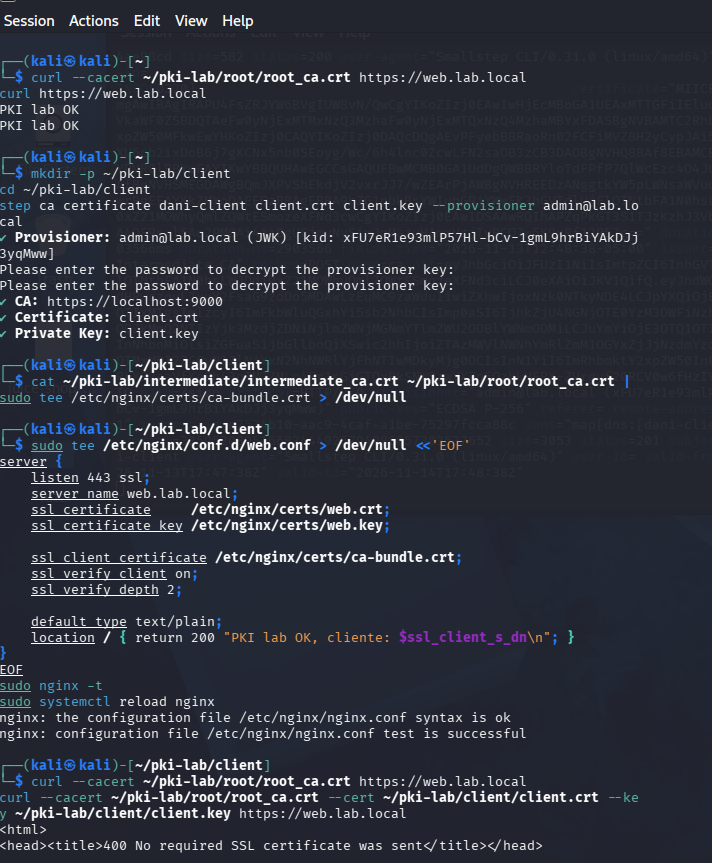 Session Actions Edit View Help
┌──(kali㉿kali)-[~]
└─$ curl --cacert ~/pki-lab/root/root_ca.crt https://web.lab.local
curl https://web.lab.local
PKI lab OK
PKI lab OK
┌──(kali㉿kali)-[~]
└─$ mkdir -p ~/pki-lab/client
cd ~/pki-lab/client
step ca certificate dani-client client.crt client.key --provisioner admin@lab.lo
cal
✔ Provisioner: admin@lab.local (JWK) [kid: xFU7eR1e93mlP57Hl-bCv-1gmL9hrBiYAkDJj
3yqMww]
Please enter the password to decrypt the provisioner key:
Please enter the password to decrypt the provisioner key:
✔ CA: https://localhost:9000
✔ Certificate: client.crt
✔ Private Key: client.key
┌──(kali㉿kali)-[~/pki-lab/client]
└─$ cat ~/pki-lab/intermediate/intermediate_ca.crt ~/pki-lab/root/root_ca.crt |
sudo tee /etc/nginx/certs/ca-bundle.crt > /dev/null
┌──(kali㉿kali)-[~/pki-lab/client]
└─$ sudo tee /etc/nginx/conf.d/web.conf > /dev/null <<'EOF'
server {
    listen 443 ssl;
    server_name web.lab.local;
    ssl_certificate     /etc/nginx/certs/web.crt;
    ssl_certificate_key /etc/nginx/certs/web.key;
    ssl_client_certificate /etc/nginx/certs/ca-bundle.crt;
    ssl_verify_client on;
    ssl_verify_depth 2;
    default_type text/plain;
    location / { return 200 "PKI lab OK, cliente: $ssl_client_s_dn\n"; }
}
EOF
sudo nginx -t
sudo systemctl reload nginx
nginx: the configuration file /etc/nginx/nginx.conf syntax is ok
nginx: configuration file /etc/nginx/nginx.conf test is successful
┌──(kali㉿kali)-[~/pki-lab/client]
└─$ curl --cacert ~/pki-lab/root/root_ca.crt https://web.lab.local
curl --cacert ~/pki-lab/root/root_ca.crt --cert ~/pki-lab/client/client.crt --ke
y ~/pki-lab/client/client.key https://web.lab.local
<html>
<head><title>400 No required SSL certificate was sent</title></head>